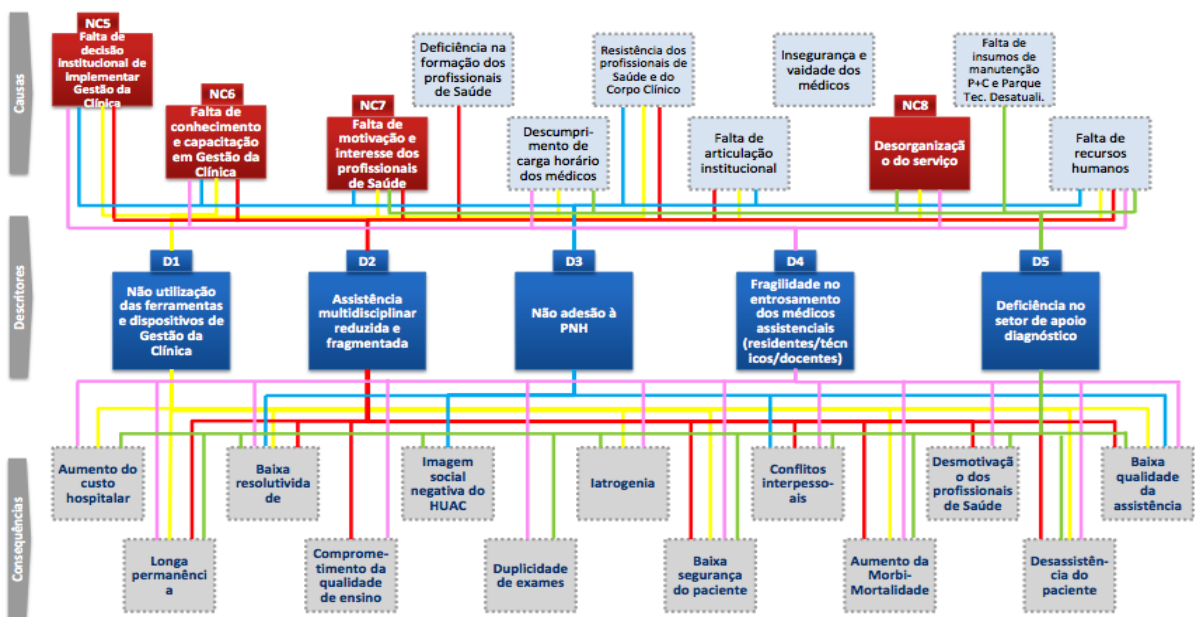 Causas
NC5
Falta de
decisão
institucional de
implementar
Gestão da
Clínica
NC6
Falta de
conhecimento
e capacitação
em Gestão da
Clínica
NC7
Falta de
motivação e
interesse dos
profissionais
de Saúde
Deficiência na
formação dos
profissionais
de Saúde
Descumpri-
mento de
carga horário
dos médicos
Resistência dos
profissionais de
Saúde e do
Corpo Clínico
Falta de
articulação
institucional
Insegurança e
vaidade dos
médicos
NC8
Desorganizaçã
o do serviço
Falta de
insumos de
manutenção
P+C e Parque
Tec. Desatuali.
Falta de
recursos
humanos
Descritores
D1
Não utilização
das ferramentas
e dispositivos de
Gestão da
Clínica
D2
Assistência
multidisciplinar
reduzida e
fragmentada
D3
Não adesão à
PNH
D4
Fragilidade no
entrosamento
dos médicos
assistenciais
(residentes/técn
icos/docentes)
D5
Deficiência no
setor de apoio
diagnóstico
Consequências
Aumento do
custo
hospitalar
Baixa
resolutivida
de
Imagem
social
negativa do
HUAC
Iatrogenia
Conflitos
interpesso-
ais
Desmotivaçã
o dos
profissionais
de Saúde
Baixa
qualidade
da
assistência
Longa
permanênci
a
Comprome-
timento da
qualidade
de ensino
Duplicidade
de exames
Baixa
segurança
do paciente
Aumento da
Morbi-
Mortalidade
Desassistên-
cia do
paciente